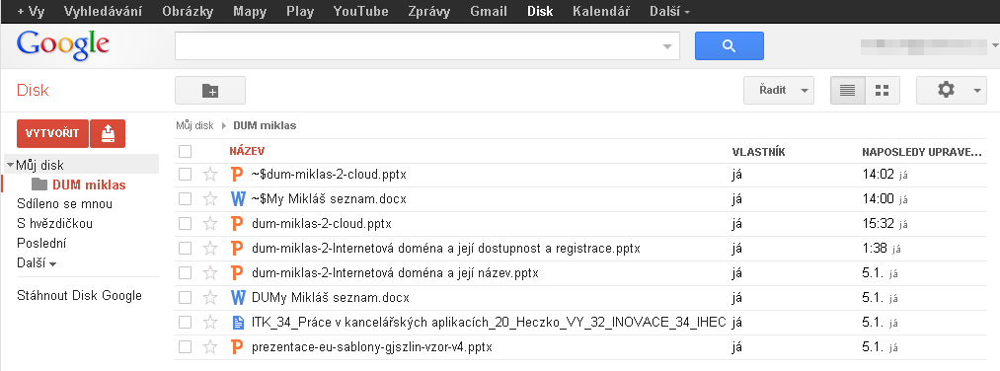 + Vy Vyhledávání Obrázky Mapy Play YouTube Zprávy Gmail Disk Kalendář Další
Google
Disk Řadit
VYTVOŘIT
Můj disk DUM miklas
NÁZEV VLASTNÍK NAPOSLEDY UPRAVE...
Můj disk
DUM miklas
Sdíleno se mnou
S hvězdičkou
Poslední
Další
Stáhnout Disk Google
~$dum-miklas-2-cloud.pptx já 14:02 já
~$My Mikláš seznam.docx já 14:00 já
dum-miklas-2-cloud.pptx já 15:32 já
dum-miklas-2-Internetová doména a její dostupnost a registrace.pptx já 1:38 já
dum-miklas-2-Internetová doména a její název.pptx já 5.1. já
DUMy Mikláš seznam.docx já 5.1. já
ITK_34_Práce v kancelářských aplikacích_20_Heczko_VY_32_INOVACE_34_IHEC já 5.1. já
prezentace-eu-sablony-gjszlin-vzor-v4.pptx já 5.1. já